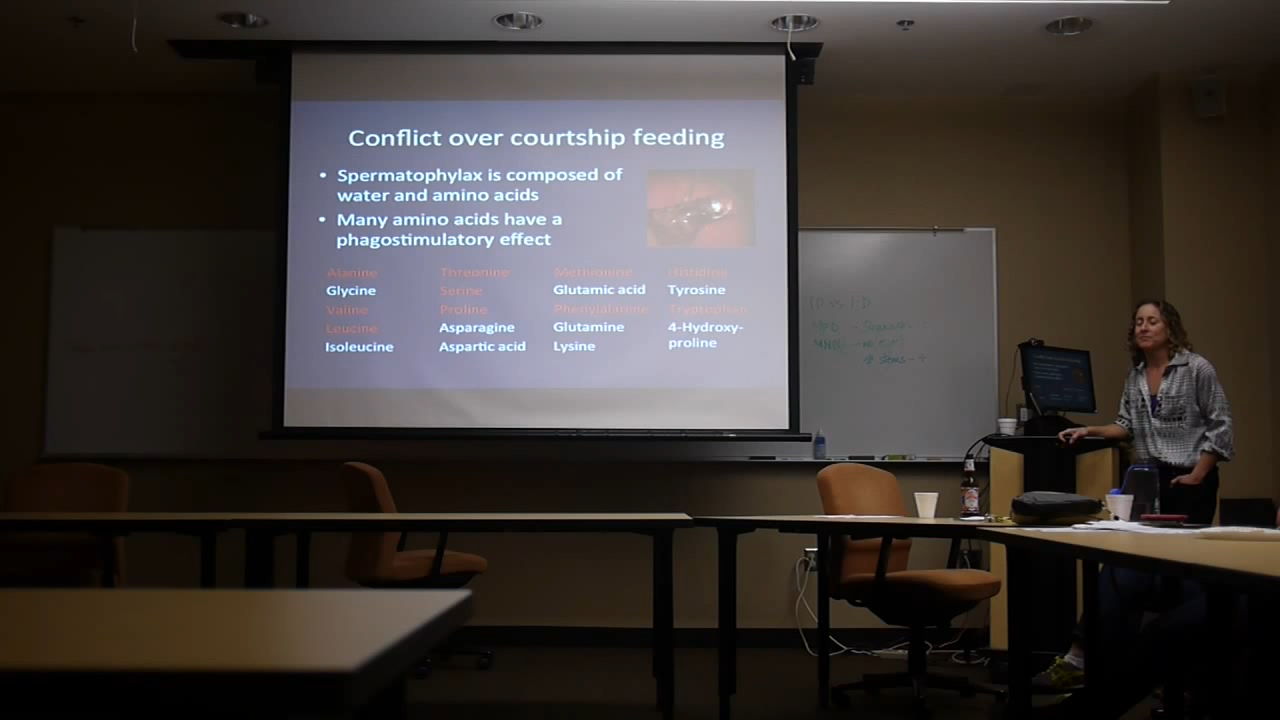 Conflict over courtship feeding
• Spermatophylax is composed of
water and amino acids
• Many amino acids have a
phagostimulatory effect
Alanine Threonine Methionine Histidine
Glycine Serine Glutamic acid Tyrosine
Valine Proline Phenylalanine Tryptophan
Leucine Asparagine Glutamine 4-Hydroxy-
proline
Isoleucine Aspartic acid Lysine